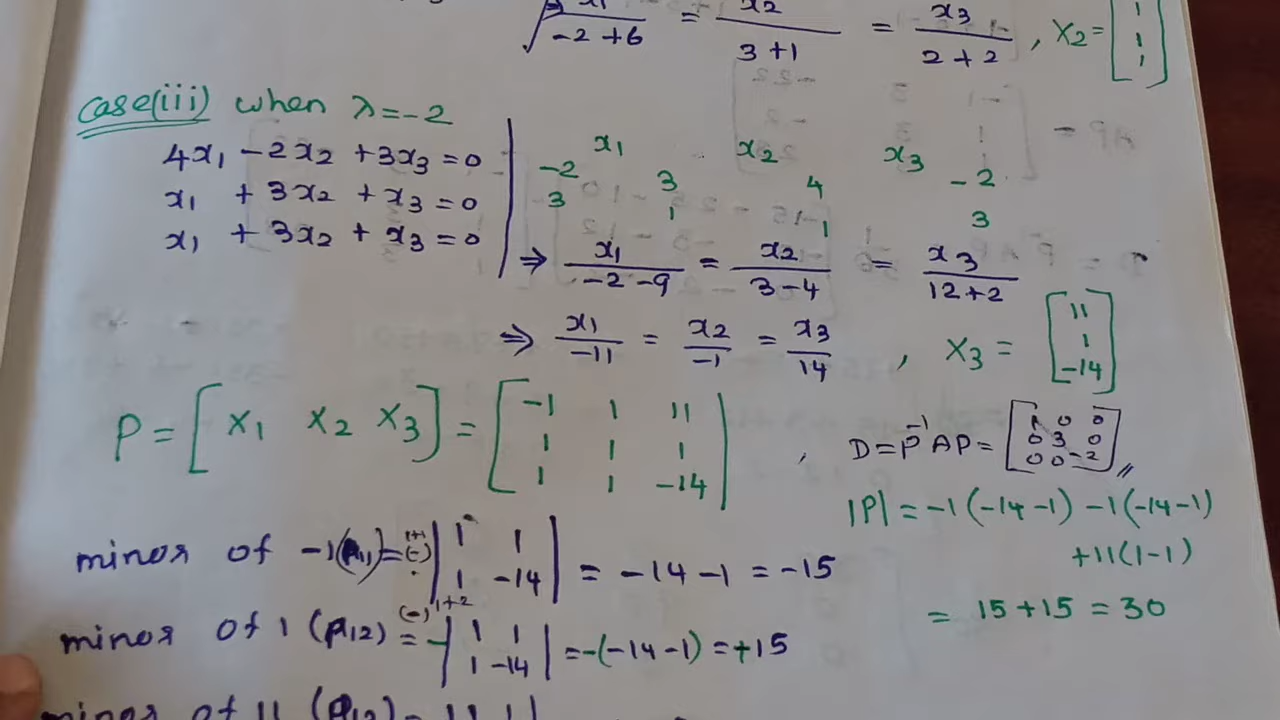 x1/(-2+6) = x2/(3+1) = x3/(2+2), X2 = [1 1 1]
Case(iii) when λ=-2
4x1 - 2x2 + 3x3 = 0
x1 + 3x2 + x3 = 0
x1 + 3x2 + x3 = 0
x1 x2 x3
-2 3 4 -2
3 1 1 3
⇒ x1/(-2-9) = x2/(3-4) = x3/(12+2)
⇒ x1/-11 = x2/-1 = x3/14, X3 = [11 1 -14]
P = [X1 X2 X3] = [-1 1 11
1 1 1
1 1 -14], D = P^-1 AP = [1 0 0
0 3 0
0 0 -2] //
|P| = -1(-14-1) -1(-14-1)
+11(1-1)
= 15+15 = 30
minor of -1(P11) = (-)^1+1 |1 1
1 -14| = -14-1 = -15
minor of 1 (P12) = (-)^1+2 -|1 1
1 -14| = -(-14-1) = +15
minor of 11